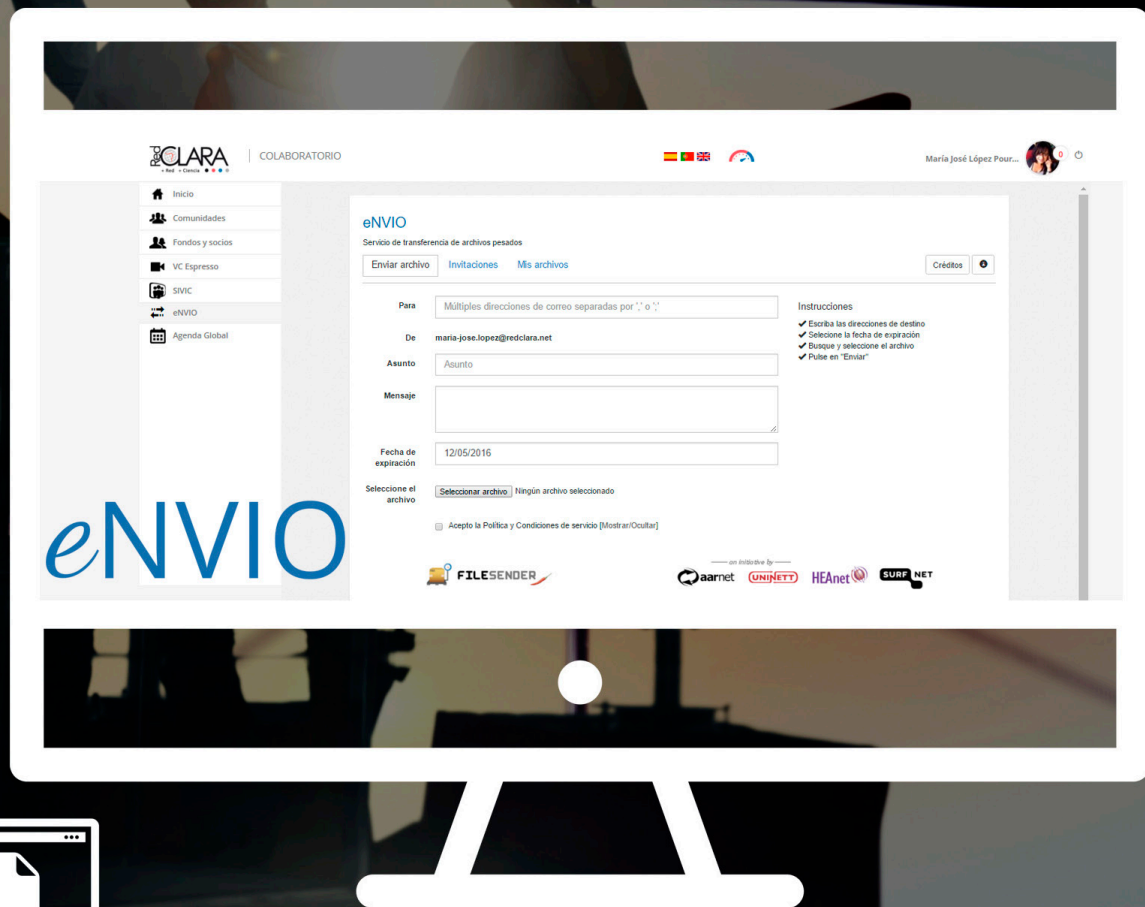 RedCLARA
+ Red + Ciencia
COLABORATORIO
María José López Pour...
0
Inicio
Comunidades
Fondos y socios
VC Espresso
SIVIC
eNVIO
Agenda Global
eNVIO
Servicio de transferencia de archivos pesados
Enviar archivo
Invitaciones
Mis archivos
Créditos
Para
Múltiples direcciones de correo separadas por ',' o ';'
De
maria-jose.lopez@redclara.net
Asunto
Asunto
Mensaje
Fecha de
expiración
12/05/2016
Seleccione el
archivo
Seleccionar archivo
Ningún archivo seleccionado
Acepto la Política y Condiciones de servicio [Mostrar/Ocultar]
Instrucciones
Escriba las direcciones de destino
Selecione la fecha de expiración
Busque y seleccione el archivo
Pulse en "Enviar"
FILESENDER
an initiative by
aarnet
UNINETT
HEAnet
SURF NET
eNVIO